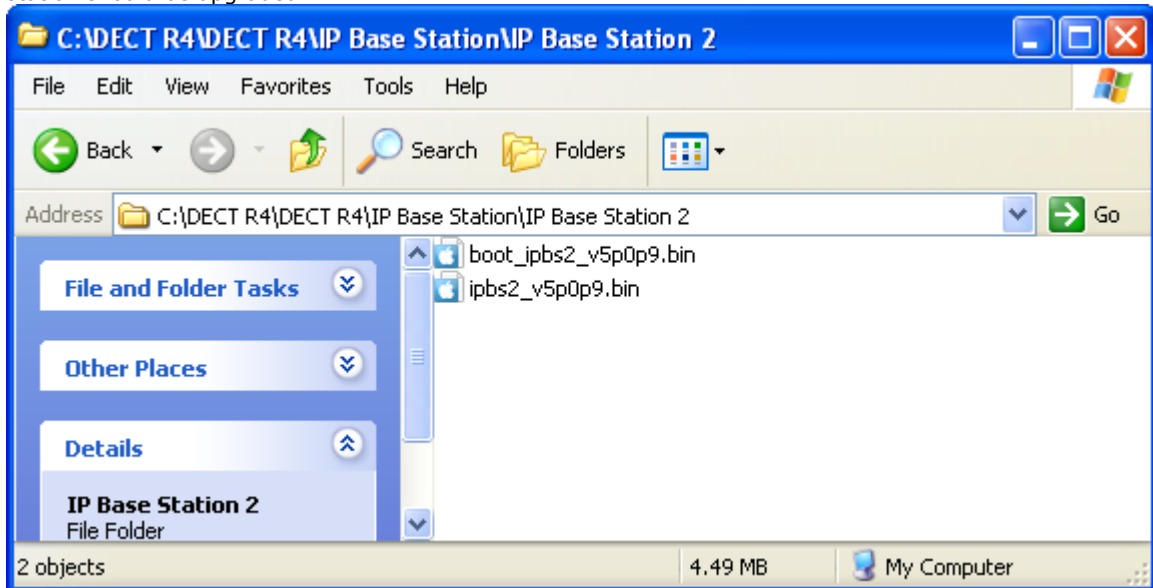 C:\DECT R4\DECT R4\IP Base Station\IP Base Station 2
File Edit View Favorites Tools Help
Back Search Folders
Address C:\DECT R4\DECT R4\IP Base Station\IP Base Station 2 Go
boot_ipbs2_v5p0p9.bin
ipbs2_v5p0p9.bin
File and Folder Tasks
Other Places
Details
IP Base Station 2
File Folder
2 objects 4.49 MB My Computer